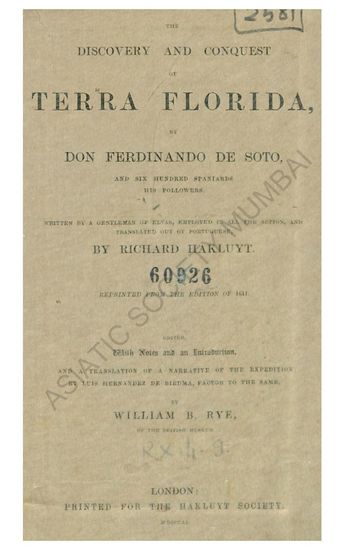 2581
THE
DISCOVERY AND CONQUEST
OF
TERRA FLORIDA,
BY
DON FERDINANDO DE SOTO,
AND SIX HUNDRED SPANIARDS
HIS FOLLOWERS.
WRITTEN BY A GENTLEMAN OF ELVAS, EMPLOYED IN ALL THE ACTION, AND
TRANSLATED OUT OF PORTUGUESE,
BY RICHARD HAKLUYT.
60926
REPRINTED FROM THE EDITION OF 1611.
EDITED,
With Notes and an Introduction,
AND A TRANSLATION OF A NARRATIVE OF THE EXPEDITION
BY LUIS HERNANDEZ DE BIEDMA, FACTOR TO THE SAME,
BY
WILLIAM B. RYE,
OF THE BRITISH MUSEUM.
LONDON:
PRINTED FOR THE HAKLUYT SOCIETY.
ASIATIC SOCIETY MUMBAI